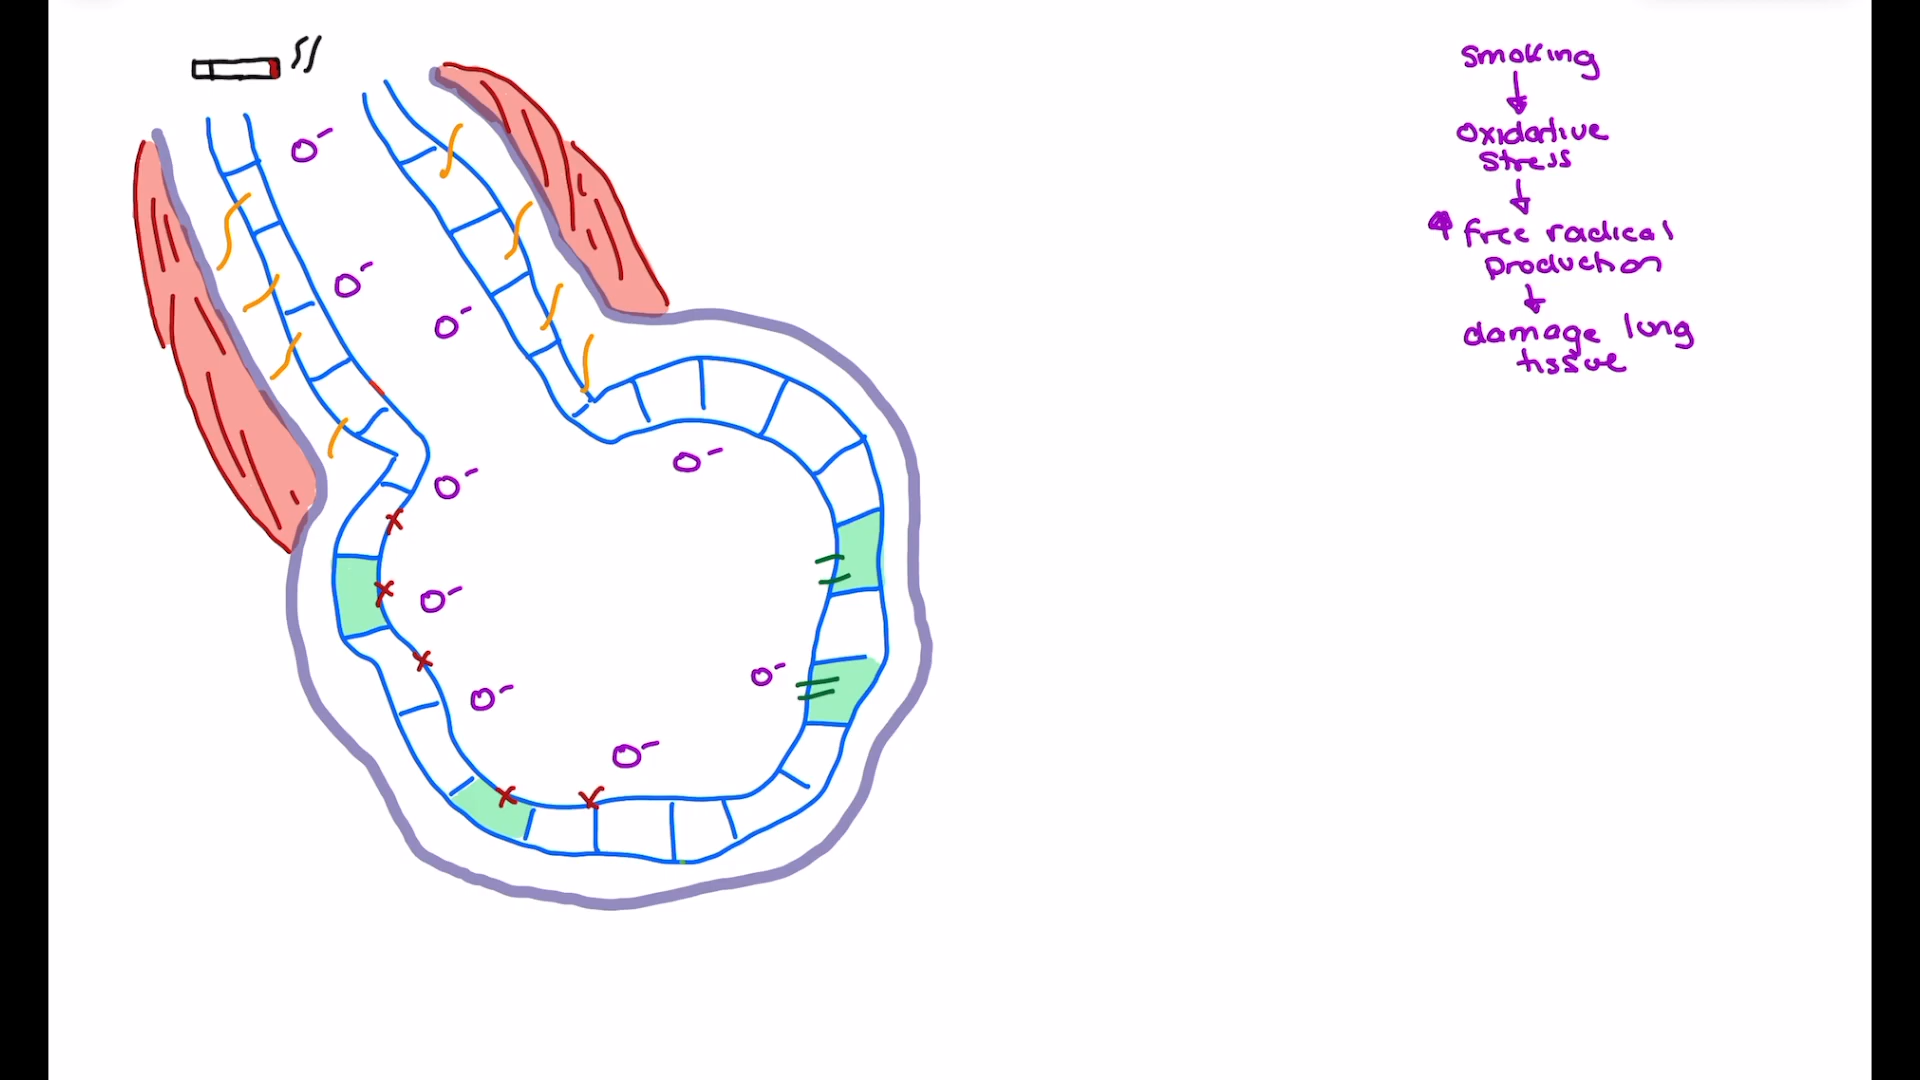 O⁻
O⁻
O⁻
O⁻
O⁻
O⁻
O⁻
O⁻
O⁻
Smoking
↓
Oxidative
Stress
↓
↑ free radical
production
↓
damage lung
tissue